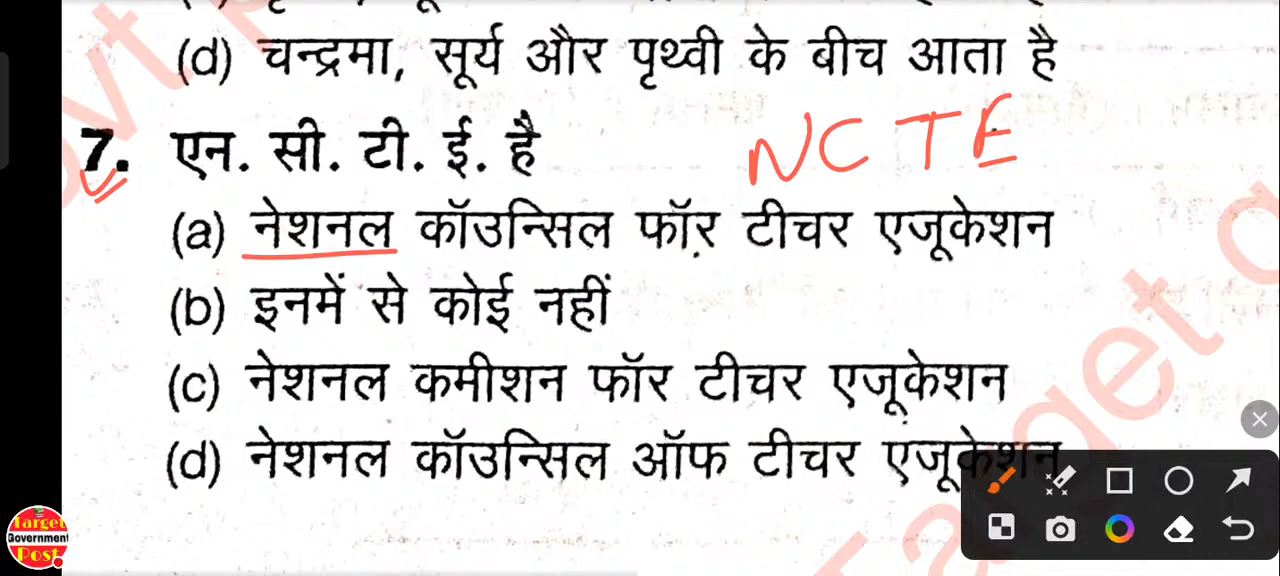 (d) चन्द्रमा, सूर्य और पृथ्वी के बीच आता है
7. एन. सी. टी. ई. है
NCTE
(a) नेशनल कॉउन्सिल फॉर टीचर एजूकेशन
(b) इनमें से कोई नहीं
(c) नेशनल कमीशन फॉर टीचर एजूकेशन
(d) नेशनल कॉउन्सिल ऑफ टीचर एजूकेशन
Target
Government
Post
Target